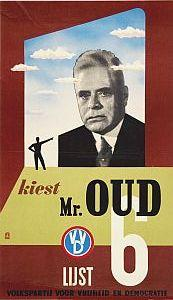 kiest
Mr. OUD
VVD
LIJST 6
VOLKSPARTIJ VOOR VRIJHEID EN DEMOCRATIE